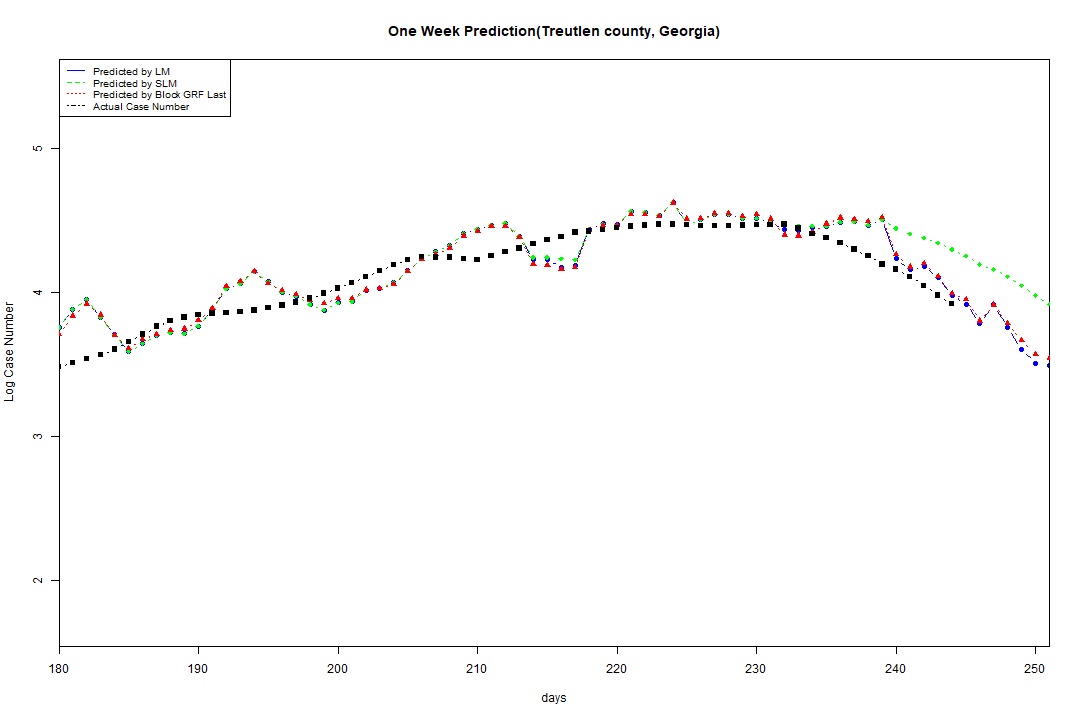 One Week Prediction(Treutlen county, Georgia)
Predicted by LM
Predicted by SLM
Predicted by Block GRF Last
Actual Case Number
5
4
3
2
Log Case Number
180 190 200 210 220 230 240 250
days